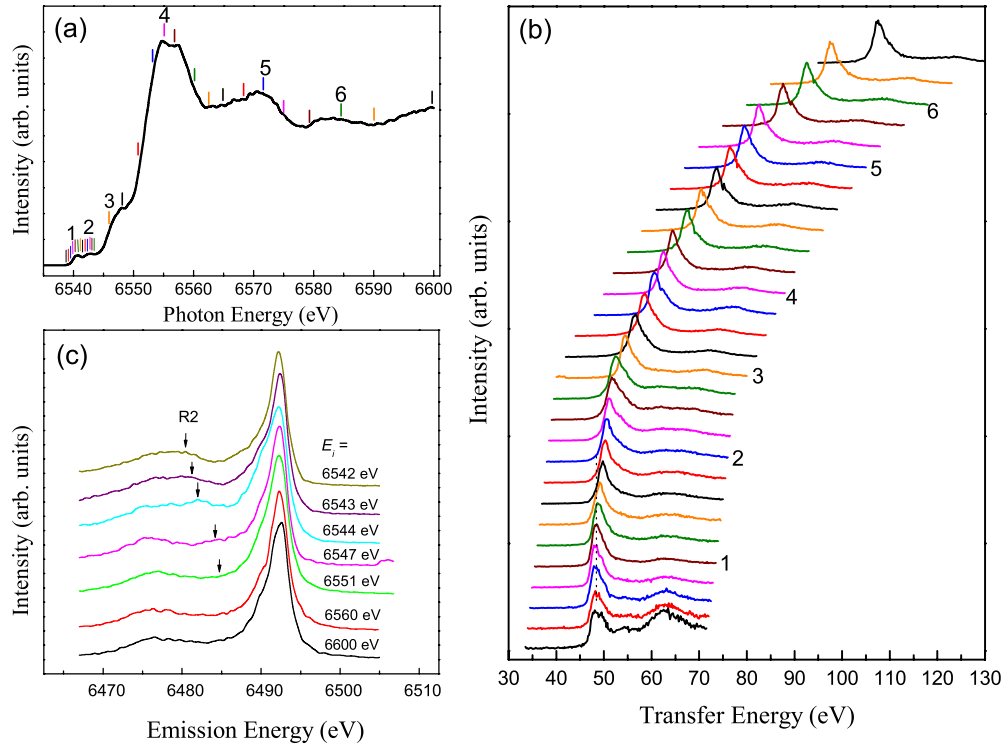 (a)
4
5
6
3
1
2
Intensity (arb. units)
6540 6550 6560 6570 6580 6590 6600
Photon Energy (eV)
(c)
R2
E_i =
6542 eV
6543 eV
6544 eV
6547 eV
6551 eV
6560 eV
6600 eV
Intensity (arb. units)
6470 6480 6490 6500 6510
Emission Energy (eV)
(b)
6
5
4
3
2
1
Intensity (arb. units)
30 40 50 60 70 80 90 100 110 120 130
Transfer Energy (eV)